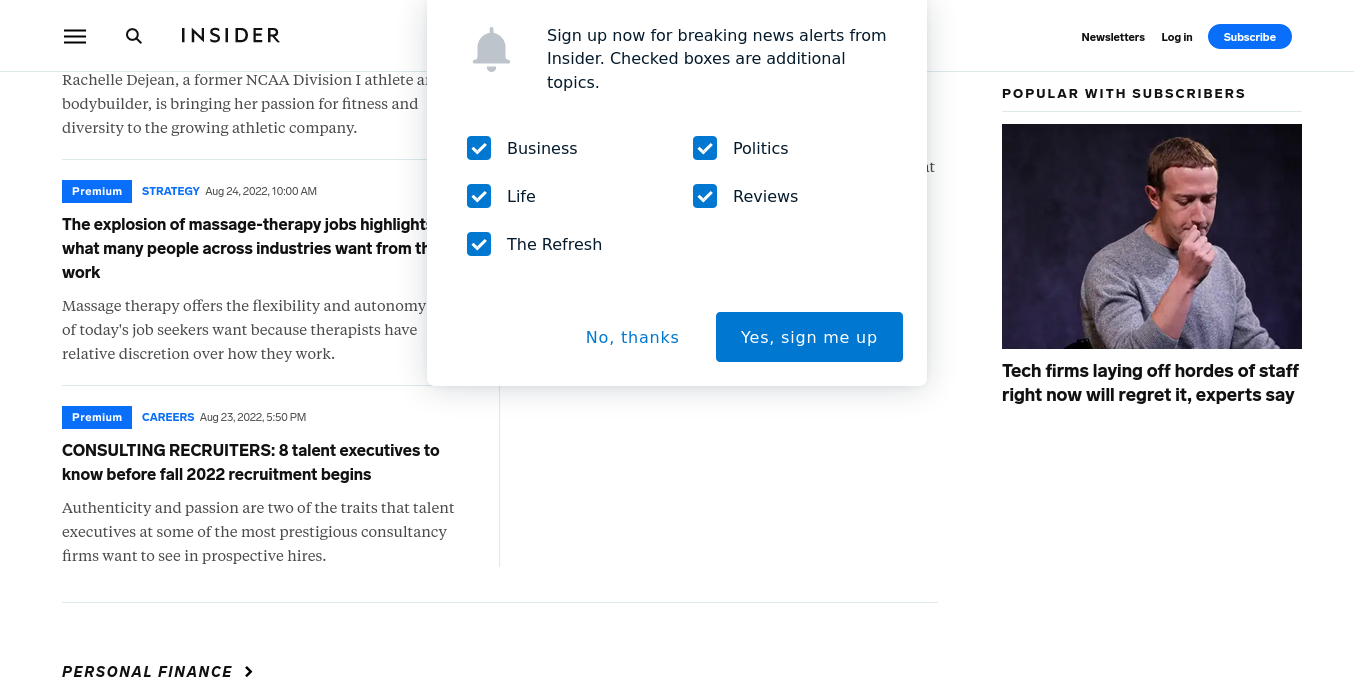 INSIDER
Newsletters
Log in
Subscribe
Rachelle Dejean, a former NCAA Division I athlete
bodybuilder, is bringing her passion for fitness and
diversity to the growing athletic company.
Premium STRATEGY Aug 24, 2022, 10:00 AM
The explosion of massage-therapy jobs highlights
what many people across industries want from
work
Massage therapy offers the flexibility and autonomy
of today's job seekers want because therapists have
relative discretion over how they work.
Premium CAREERS Aug 23, 2022, 5:50 PM
CONSULTING RECRUITERS: 8 talent executives to
know before fall 2022 recruitment begins
Authenticity and passion are two of the traits that talent
executives at some of the most prestigious consultancy
firms want to see in prospective hires.
PERSONAL FINANCE
Sign up now for breaking news alerts from
Insider. Checked boxes are additional
topics.
Business
Politics
Life
Reviews
The Refresh
No, thanks
Yes, sign me up
POPULAR WITH SUBSCRIBERS
Tech firms laying off hordes of staff
right now will regret it, experts say